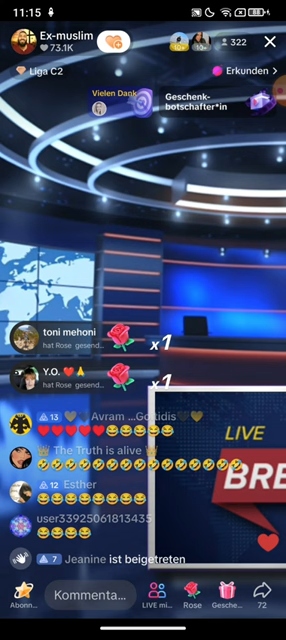 11:15
Ex-muslim
73.1K
10+
10+
322
Liga C2
Erkunden >
Vielen Dank
Geschenk-
botschafter*in
toni mehoni
hat Rose gesend...
x1
Y.O. ❤️🙏
hat Rose gesend...
x1
13 Avram ...
❤️❤️❤️❤️❤️😂😂😂😂😂
👑 The Truth is alive 👑
🤣🤣🤣🤣🤣🤣🤣🤣🤣🤣🤣🤣🤣🤣🤣🤣🤣
12 Esther
😂😂😂😂😂😂😂😂
user33925061813435
😂😂😂😂
7 Jeanine ist beigetreten
LIVE
BRE
Kommenta...
Abonn...
LIVE mi...
Rose
Gesche...
72